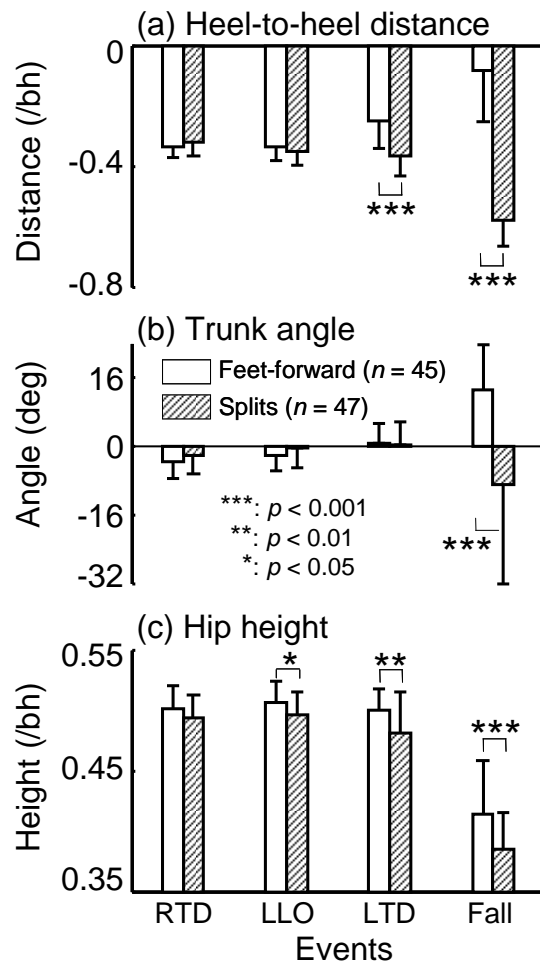 (a) Heel-to-heel distance
Distance (/bh)
0
-0.4
-0.8
***
***
(b) Trunk angle
Angle (deg)
16
0
-16
-32
Feet-forward (n = 45)
Splits (n = 47)
***: p < 0.001
**: p < 0.01
*: p < 0.05
***
(c) Hip height
Height (/bh)
0.55
0.45
0.35
*
**
***
RTD LLO LTD Fall
Events